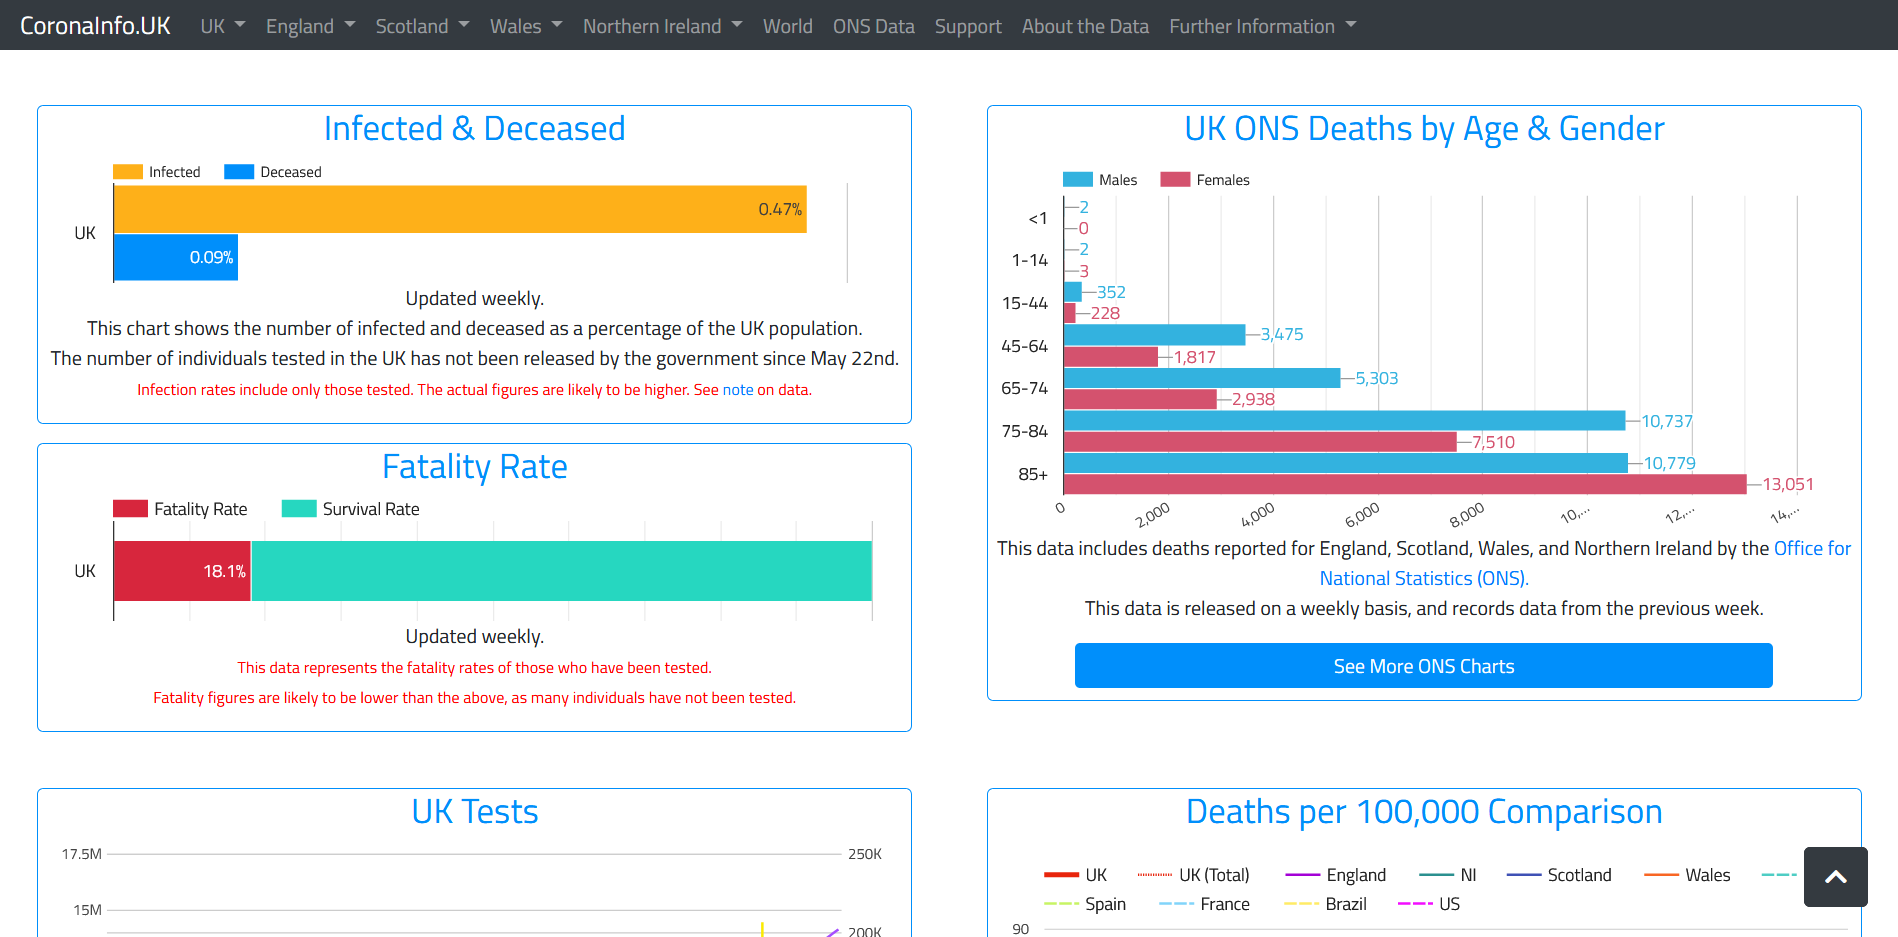 CoronaInfo.UK UK England Scotland Wales Northern Ireland World ONS Data Support About the Data Further Information
Infected & Deceased
Infected Deceased
UK
0.47%
0.09%
Updated weekly.
This chart shows the number of infected and deceased as a percentage of the UK population.
The number of individuals tested in the UK has not been released by the government since May 22nd.
Infection rates include only those tested. The actual figures are likely to be higher. See note on data.
Fatality Rate
Fatality Rate Survival Rate
UK
18.1%
Updated weekly.
This data represents the fatality rates of those who have been tested.
Fatality figures are likely to be lower than the above, as many individuals have not been tested.
UK ONS Deaths by Age & Gender
Males Females
<1
2
0
1-14
2
3
15-44
352
228
45-64
3,475
1,817
65-74
5,303
2,938
75-84
10,737
7,510
85+
10,779
13,051
0 2,000 4,000 6,000 8,000 10,... 12,... 14,...
This data includes deaths reported for England, Scotland, Wales, and Northern Ireland by the Office for
National Statistics (ONS).
This data is released on a weekly basis, and records data from the previous week.
See More ONS Charts
UK Tests
17.5M 250K
15M
200K
Deaths per 100,000 Comparison
UK UK (Total) England NI Scotland Wales
Spain France Brazil US
90